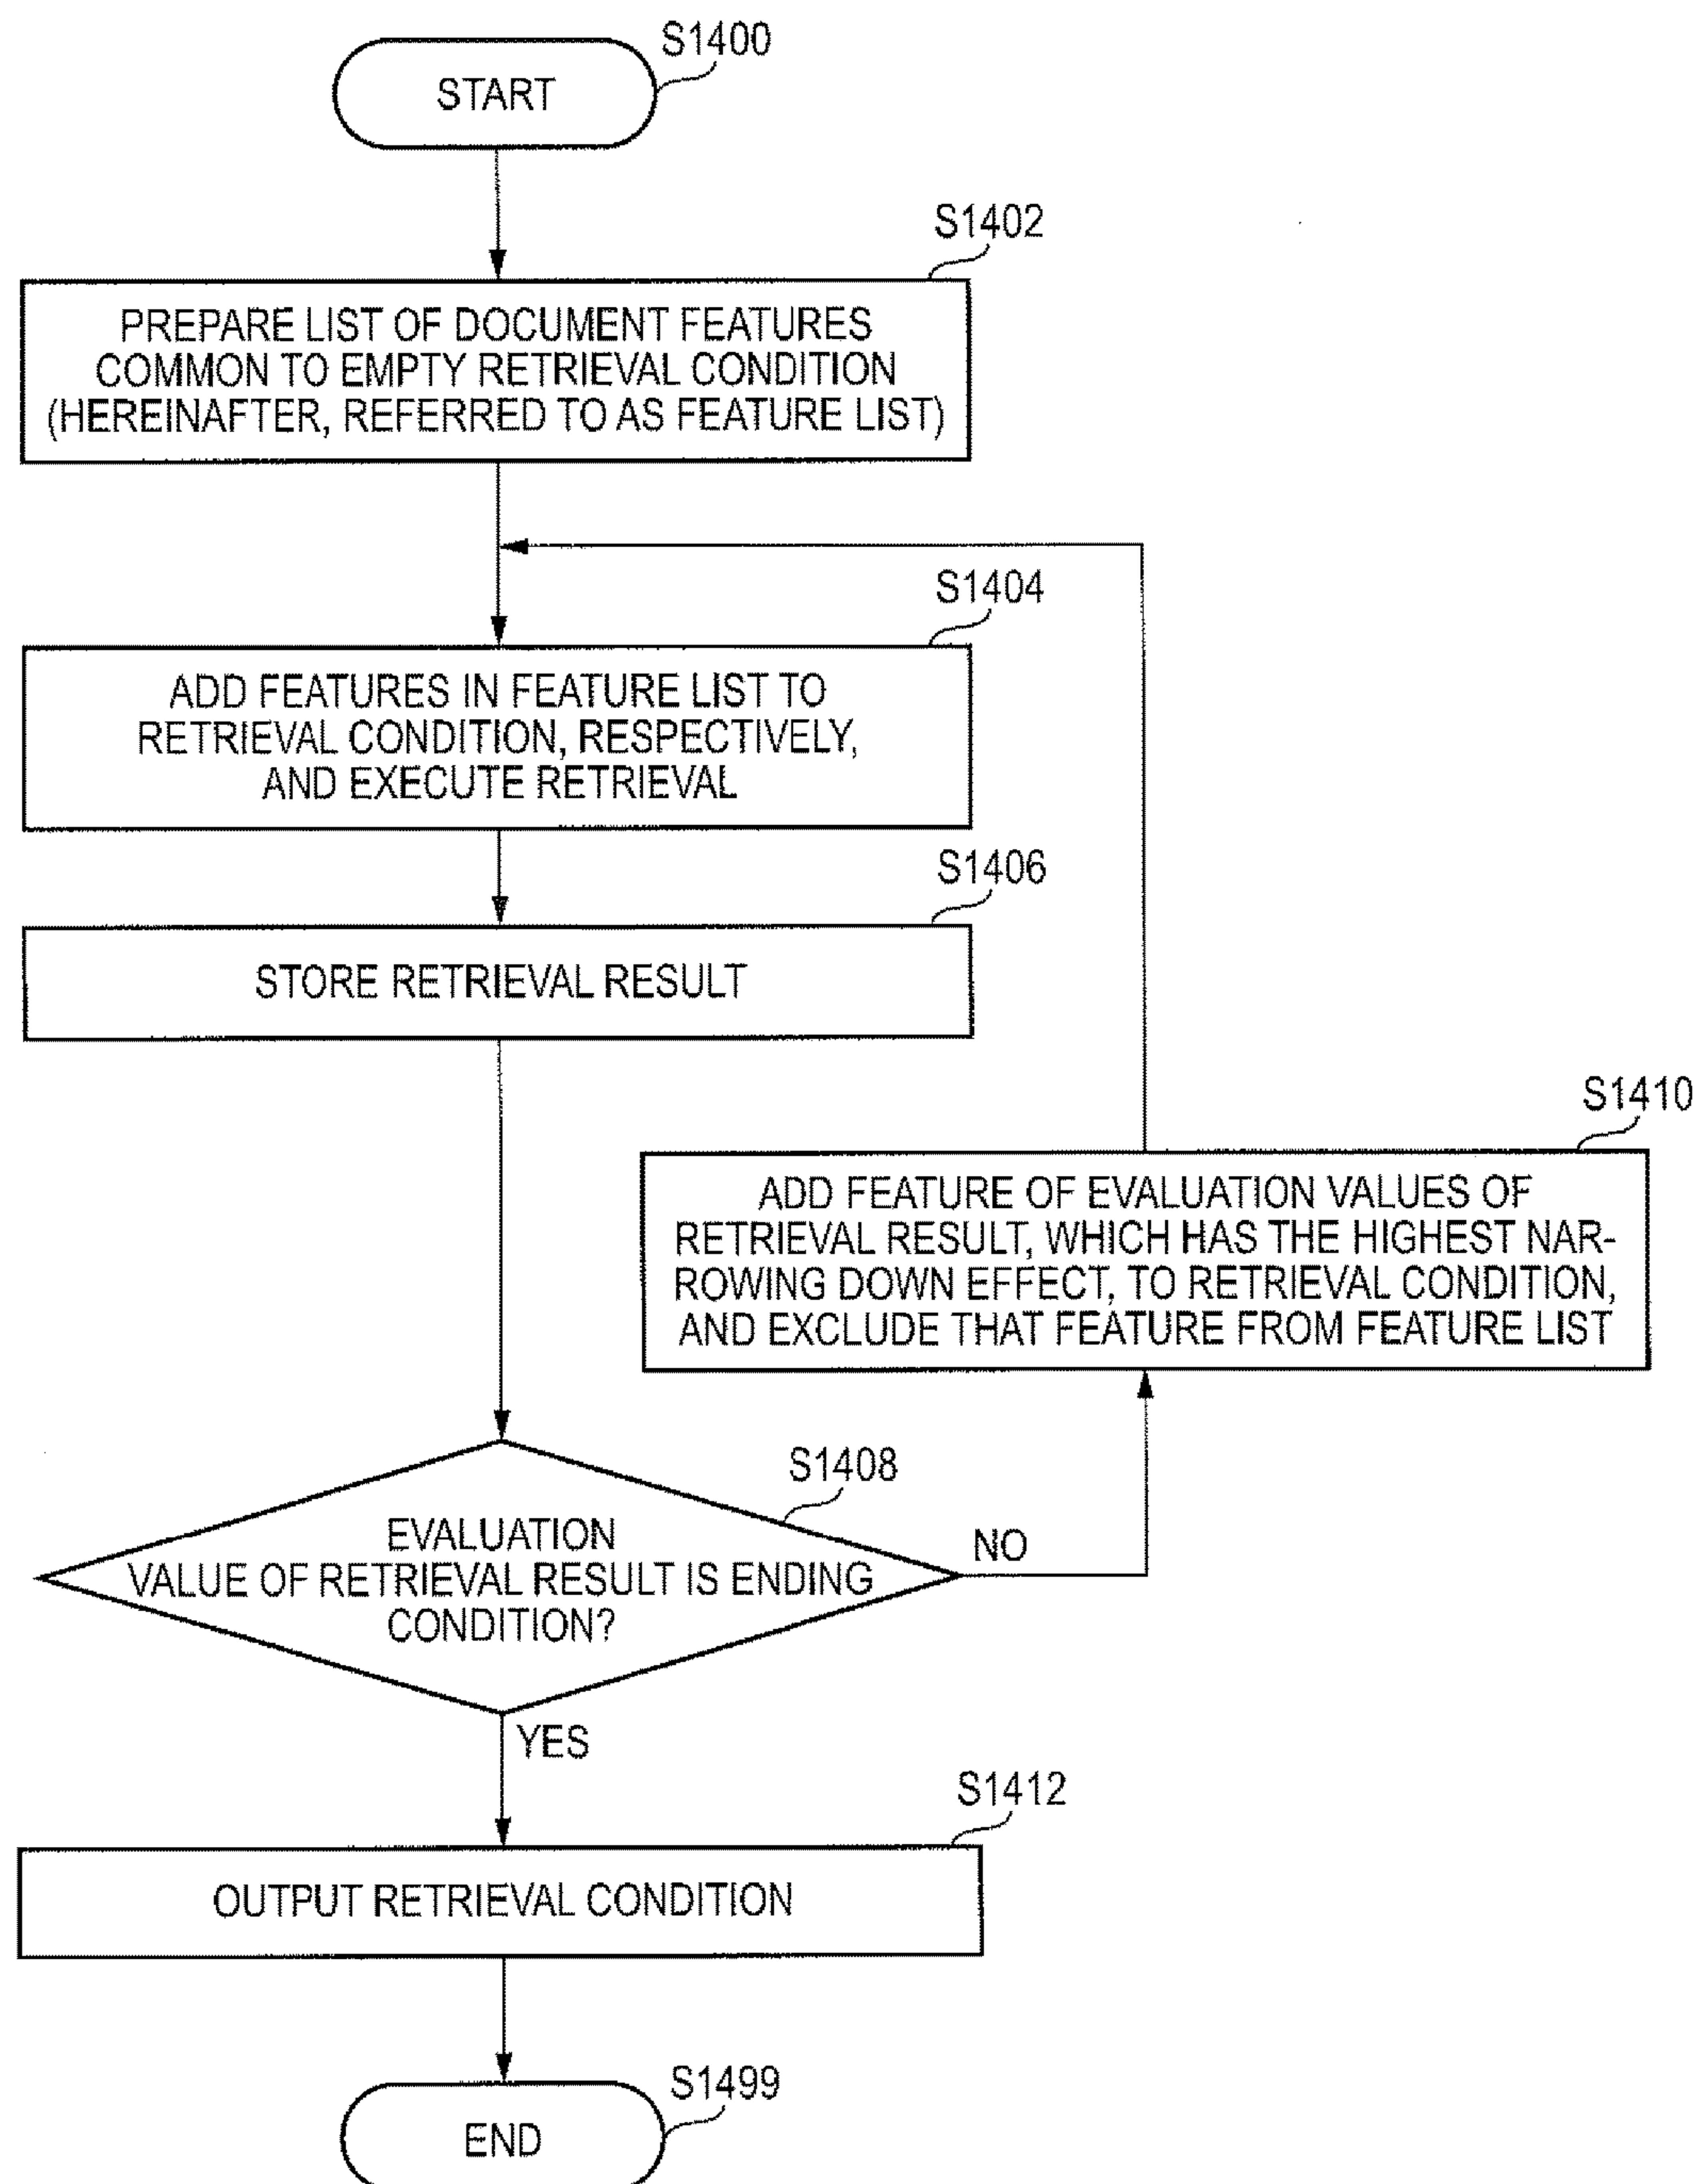 S1400
START
S1402
PREPARE LIST OF DOCUMENT FEATURES
COMMON TO EMPTY RETRIEVAL CONDITION
(HEREINAFTER, REFERRED TO AS FEATURE LIST)
S1404
ADD FEATURES IN FEATURE LIST TO
RETRIEVAL CONDITION, RESPECTIVELY,
AND EXECUTE RETRIEVAL
S1406
STORE RETRIEVAL RESULT
S1410
ADD FEATURE OF EVALUATION VALUES OF
RETRIEVAL RESULT, WHICH HAS THE HIGHEST NAR-
ROWING DOWN EFFECT, TO RETRIEVAL CONDITION,
AND EXCLUDE THAT FEATURE FROM FEATURE LIST
S1408
EVALUATION
VALUE OF RETRIEVAL RESULT IS ENDING
CONDITION?
NO
YES
S1412
OUTPUT RETRIEVAL CONDITION
S1499
END